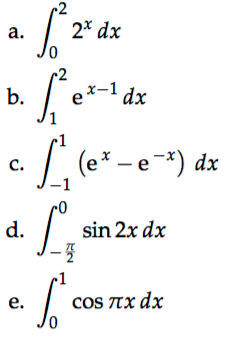 a. ∫₀² 2ˣ dx
b. ∫₁² eˣ⁻¹ dx
c. ∫₋₁¹ (eˣ – e⁻ˣ) dx
d. ∫_{-π/2}^{0} sin 2x dx
e. ∫₀¹ cos πx dx